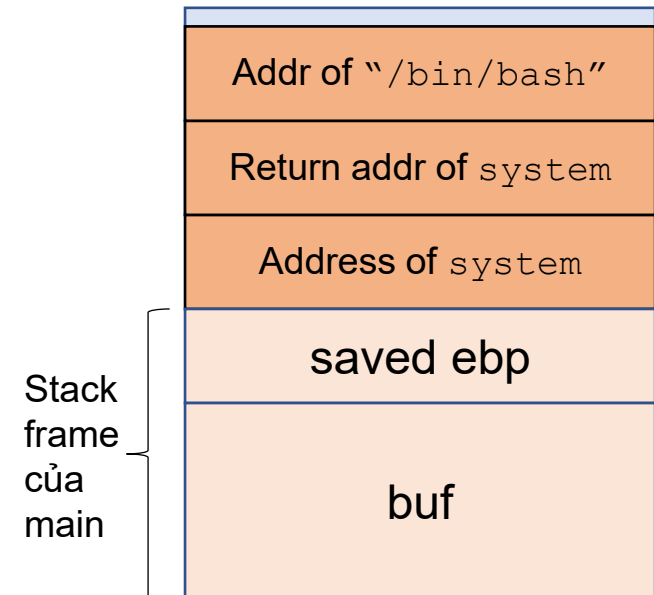 Addr of “/bin/bash”
Return addr of system
Address of system
saved ebp
Stack
frame
của
main
buf